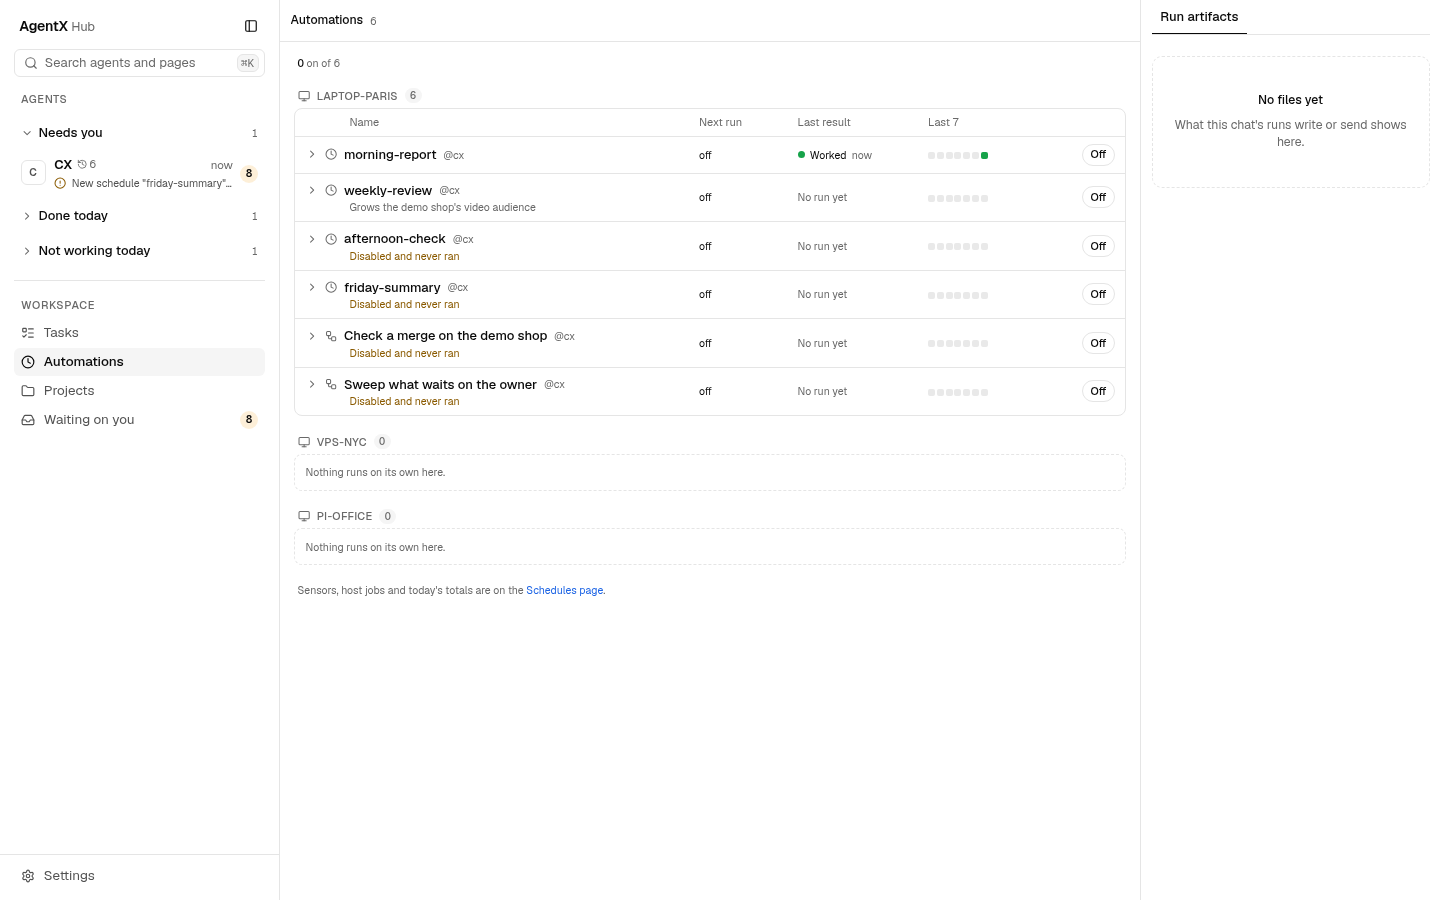 AgentX Hub
Search agents and pages ⌘K
AGENTS
Needs you 1
C CX 6 now
New schedule "friday-summary"… 8
Done today 1
Not working today 1
WORKSPACE
Tasks
Automations
Projects
Waiting on you 8
Settings
Automations 6
0 on of 6
LAPTOP-PARIS 6
Name Next run Last result Last 7
morning-report @cx off Worked now Off
weekly-review @cx off No run yet Off
Grows the demo shop's video audience
afternoon-check @cx off No run yet Off
Disabled and never ran
friday-summary @cx off No run yet Off
Disabled and never ran
Check a merge on the demo shop @cx off No run yet Off
Disabled and never ran
Sweep what waits on the owner @cx off No run yet Off
Disabled and never ran
VPS-NYC 0
Nothing runs on its own here.
PI-OFFICE 0
Nothing runs on its own here.
Sensors, host jobs and today's totals are on the Schedules page.
Run artifacts
No files yet
What this chat's runs write or send shows
here.